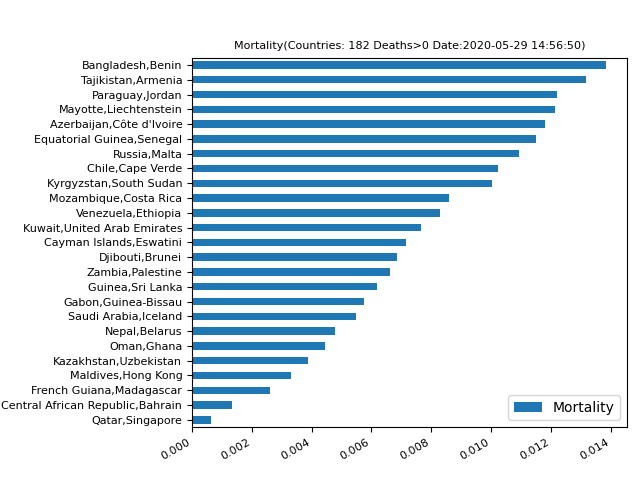 Mortality(Countries: 182 Deaths>0 Date:2020-05-29 14:56:50)
Bangladesh,Benin
Tajikistan,Armenia
Paraguay,Jordan
Mayotte,Liechtenstein
Azerbaijan,Côte d'Ivoire
Equatorial Guinea,Senegal
Russia,Malta
Chile,Cape Verde
Kyrgyzstan,South Sudan
Mozambique,Costa Rica
Venezuela,Ethiopia
Kuwait,United Arab Emirates
Cayman Islands,Eswatini
Djibouti,Brunei
Zambia,Palestine
Guinea,Sri Lanka
Gabon,Guinea-Bissau
Saudi Arabia,Iceland
Nepal,Belarus
Oman,Ghana
Kazakhstan,Uzbekistan
Maldives,Hong Kong
French Guiana,Madagascar
Central African Republic,Bahrain
Qatar,Singapore
Mortality
0.000 0.002 0.004 0.006 0.008 0.010 0.012 0.014